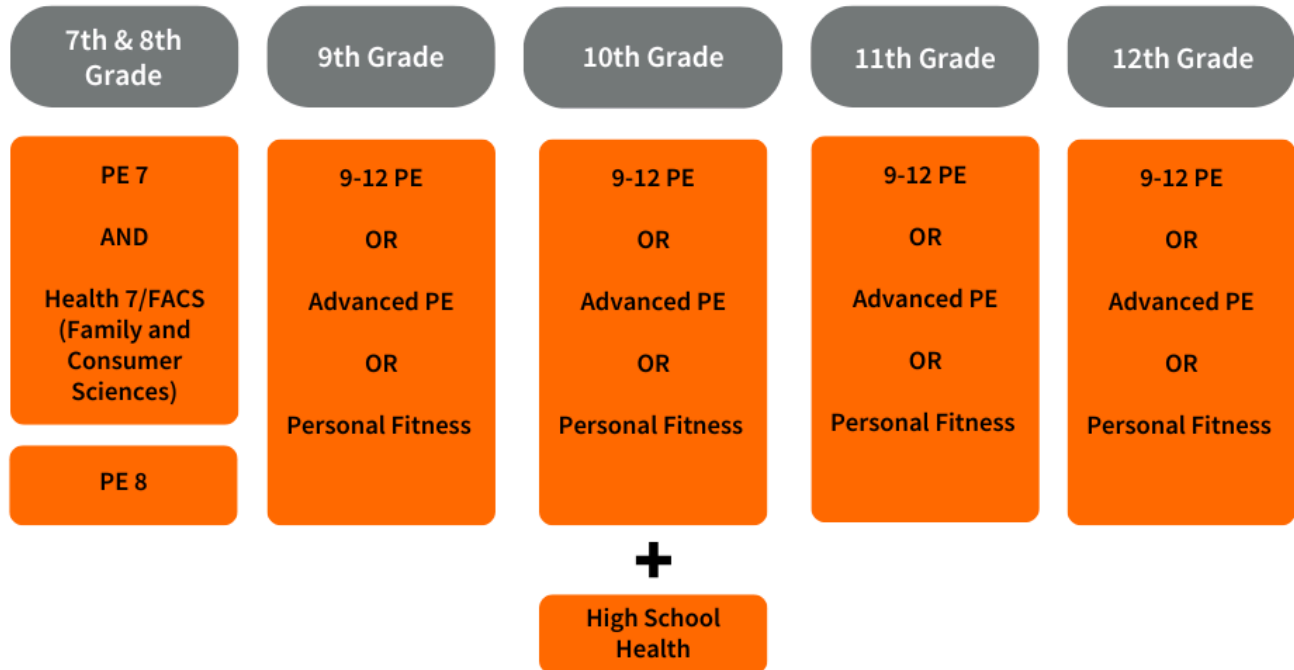 7th & 8th
Grade
9th Grade
10th Grade
11th Grade
12th Grade
PE 7
AND
Health 7/FACS
(Family and
Consumer
Sciences)
PE 8
9-12 PE
OR
Advanced PE
OR
Personal Fitness
9-12 PE
OR
Advanced PE
OR
Personal Fitness
+
High School
Health
9-12 PE
OR
Advanced PE
OR
Personal Fitness
9-12 PE
OR
Advanced PE
OR
Personal Fitness